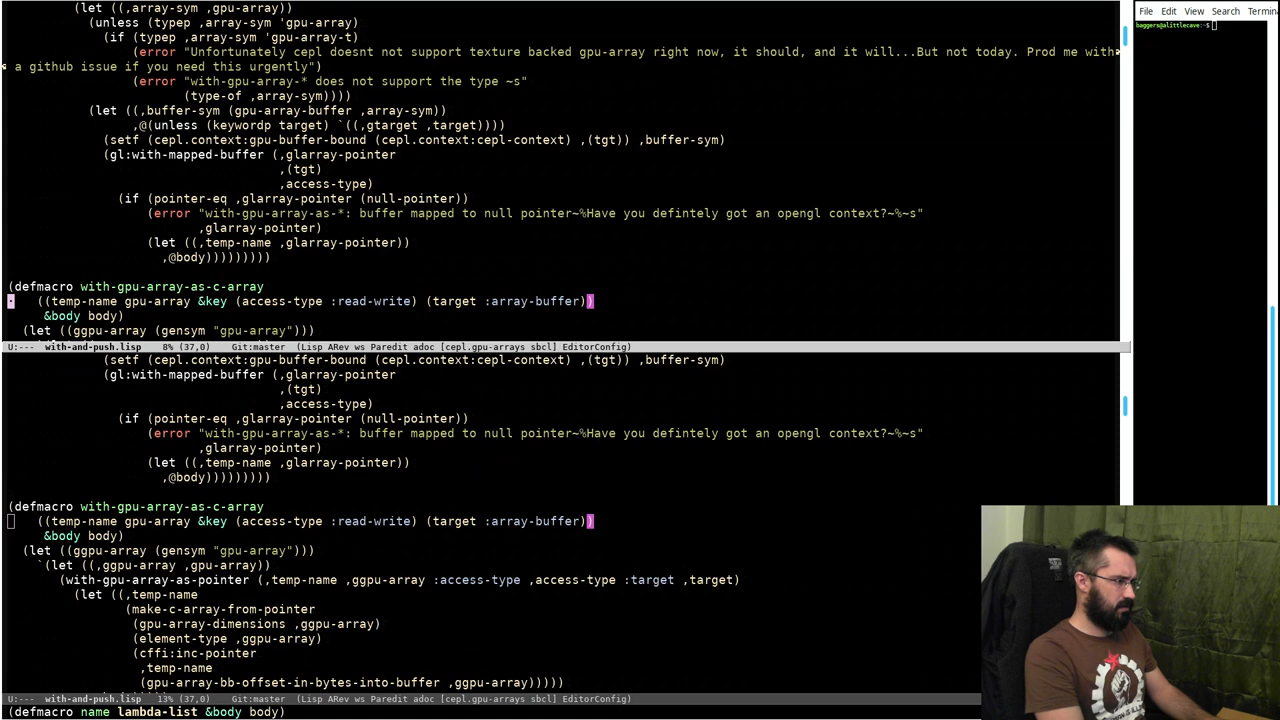 (let ((,array-sym ,gpu-array))
(unless (typep ,array-sym 'gpu-array)
(if (typep ,array-sym 'gpu-array-t)
(error "Unfortunately cepl doesnt not support texture backed gpu-array right now, it should, and it will...But not today. Prod me with
a github issue if you need this urgently")
(error "with-gpu-array-* does not support the type ~s"
(type-of ,array-sym))))
(let ((,buffer-sym (gpu-array-buffer ,array-sym))
,@(unless (keywordp target) `((,gtarget ,target))))
(setf (cepl.context:gpu-buffer-bound (cepl.context:cepl-context) ,(tgt)) ,buffer-sym)
(gl:with-mapped-buffer (,glarray-pointer
,(tgt)
,access-type)
(if (pointer-eq ,glarray-pointer (null-pointer))
(error "with-gpu-array-as-*: buffer mapped to null pointer~%Have you defintely got an opengl context?~%~s"
,glarray-pointer)
(let ((,temp-name ,glarray-pointer))
,@body)))))))))
(defmacro with-gpu-array-as-c-array
((temp-name gpu-array &key (access-type :read-write) (target :array-buffer))
&body body)
(let ((ggpu-array (gensym "gpu-array")))
U:--- with-and-push.lisp 8% (37,0) Git:master (Lisp ARev ws Paredit adoc [cepl.gpu-arrays sbcl] EditorConfig)
(setf (cepl.context:gpu-buffer-bound (cepl.context:cepl-context) ,(tgt)) ,buffer-sym)
(gl:with-mapped-buffer (,glarray-pointer
,(tgt)
,access-type)
(if (pointer-eq ,glarray-pointer (null-pointer))
(error "with-gpu-array-as-*: buffer mapped to null pointer~%Have you defintely got an opengl context?~%~s"
,glarray-pointer)
(let ((,temp-name ,glarray-pointer))
,@body)))))))))
(defmacro with-gpu-array-as-c-array
((temp-name gpu-array &key (access-type :read-write) (target :array-buffer))
&body body)
(let ((ggpu-array (gensym "gpu-array")))
`(let ((,ggpu-array ,gpu-array))
(with-gpu-array-as-pointer (,temp-name ,ggpu-array :access-type ,access-type :target ,target)
(let ((,temp-name
(make-c-array-from-pointer
(gpu-array-dimensions ,ggpu-array)
(element-type ,ggpu-array)
(cffi:inc-pointer
,temp-name
(gpu-array-bb-offset-in-bytes-into-buffer ,ggpu-array)))))
U:--- with-and-push.lisp 13% (37,0) Git:master (Lisp ARev ws Paredit adoc [cepl.gpu-arrays sbcl] EditorConfig)
(defmacro name lambda-list &body body)
File Edit View Search Termin
baggers@alittlecave:~$